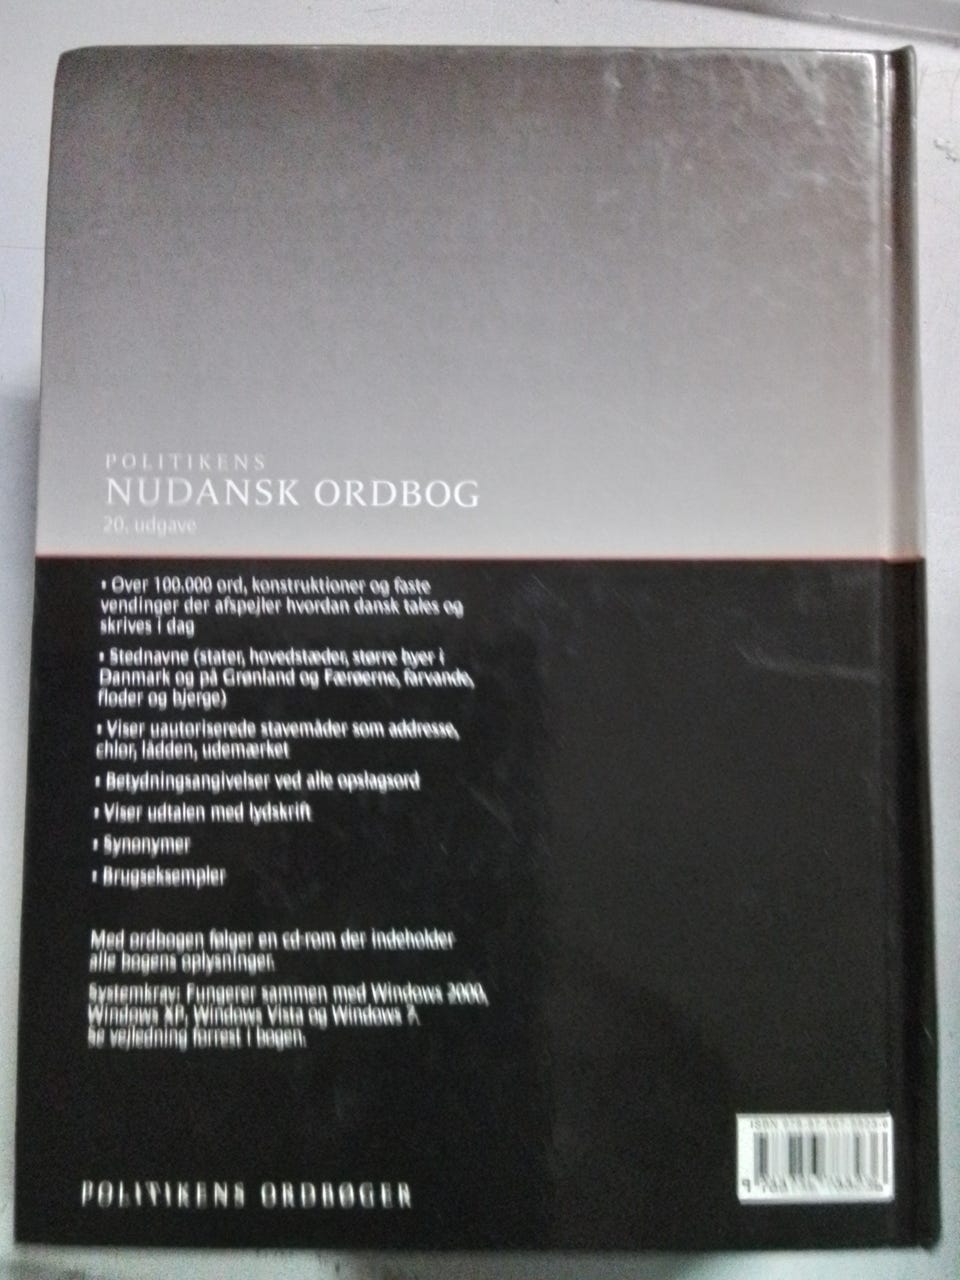 POLITIKENS
NUDANSK ORDBOG
20. udgave
• Over 100.000 ord, konstruktioner og faste
vendinger der afspejler hvordan dansk tales og
skrives i dag
• Stednavne (stater, hovedstæder, større byer i
Danmark og på Grønland og Færøerne, farvande,
floder og bjerge)
• Viser uautoriserede stavemåder som addresse,
chlor, lådden, udemærket
• Betydningsangivelser ved alle opslagsord
• Viser udtalen med lydskrift
• Synonymer
• Brugseksempler
Med ordbogen følger en cd-rom der indeholder
alle bogens oplysninger.
Systemkrav: Fungerer sammen med Windows 2000,
Windows XP, Windows Vista og Windows 7.
Se vejledning forrest i bogen.
ISBN
POLITIKENS ORDBØGER